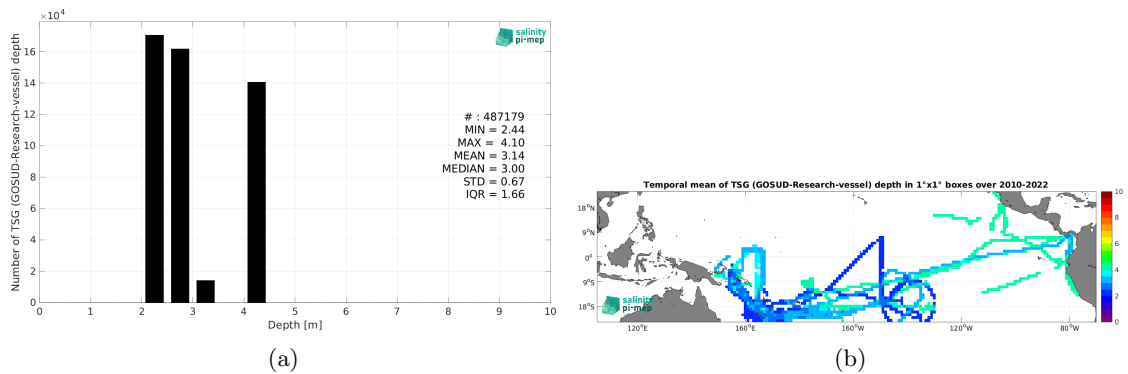 ×10⁴
16
14
12
10
8
6
4
2
0
Number of TSG (GOSUD-Research-vessel) depth
salinity
pi-mep
# : 487179
MIN = 2.44
MAX = 4.10
MEAN = 3.14
MEDIAN = 3.00
STD = 0.67
IQR = 1.66
0 1 2 3 4 5 6 7 8 9 10
Depth [m]
(a)
Temporal mean of TSG (GOSUD-Research-vessel) depth in 1°x1° boxes over 2010-2022
18°N
9°N
0°
9°S
18°S
salinity
pi-mep
120°E 160°E 160°W 120°W 80°W
10
8
6
4
2
0
(b)